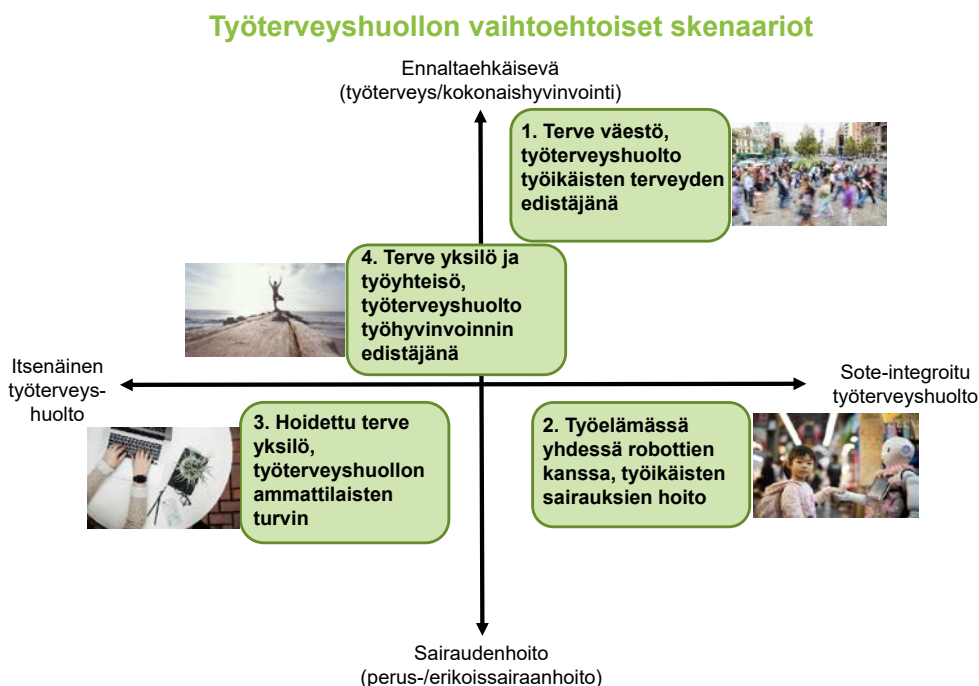 Työterveyshuollon vaihtoehtoiset skenaariot
Ennaltaehkäisevä
(työterveys/kokonaishyvinvointi)
1. Terve väestö,
työterveyshuolto
työikäisten terveyden
edistäjänä
4. Terve yksilö ja
työyhteisö,
työterveyshuolto
työhyvinvoinnin
edistäjänä
Itsenäinen
työterveys-
huolto
Sote-integroitu
työterveyshuolto
3. Hoidettu terve
yksilö,
työterveyshuollon
ammattilaisten
turvin
2. Työelämässä
yhdessä robottien
kanssa, työikäisten
sairauksien hoito
Sairaudenhoito
(perus-/erikoissairaanhoito)